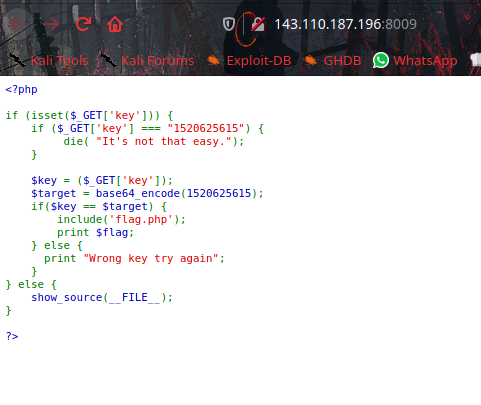 143.110.187.196:8009
Kali Tools Kali Forums Exploit-DB GHDB WhatsApp
<?php
if (isset($_GET['key'])) {
    if ($_GET['key'] === "1520625615") {
         die( "It's not that easy.");
    }
    $key = ($_GET['key']);
    $target = base64_encode(1520625615);
    if($key == $target) {
        include('flag.php');
        print $flag;
    } else {
      print "Wrong key try again";
    }
} else {
    show_source(__FILE__);
}
?>